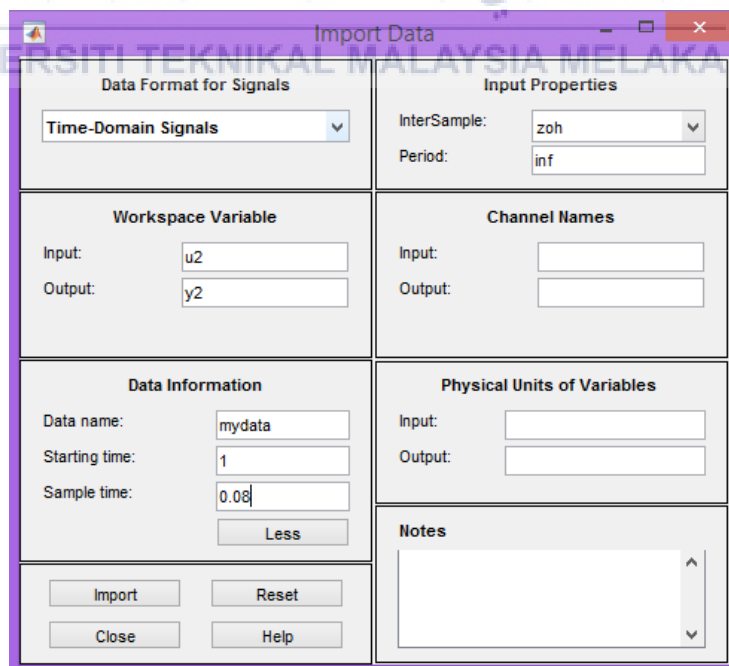 Import Data
ERSITI TEKNIKAL MALAYSIA MELAKA
Data Format for Signals
Time-Domain Signals
Input Properties
InterSample: zoh
Period: inf
Workspace Variable
Input: u2
Output: y2
Channel Names
Input:
Output:
Data Information
Data name: mydata
Starting time: 1
Sample time: 0.08
Less
Physical Units of Variables
Input:
Output:
Notes
Import Reset
Close Help